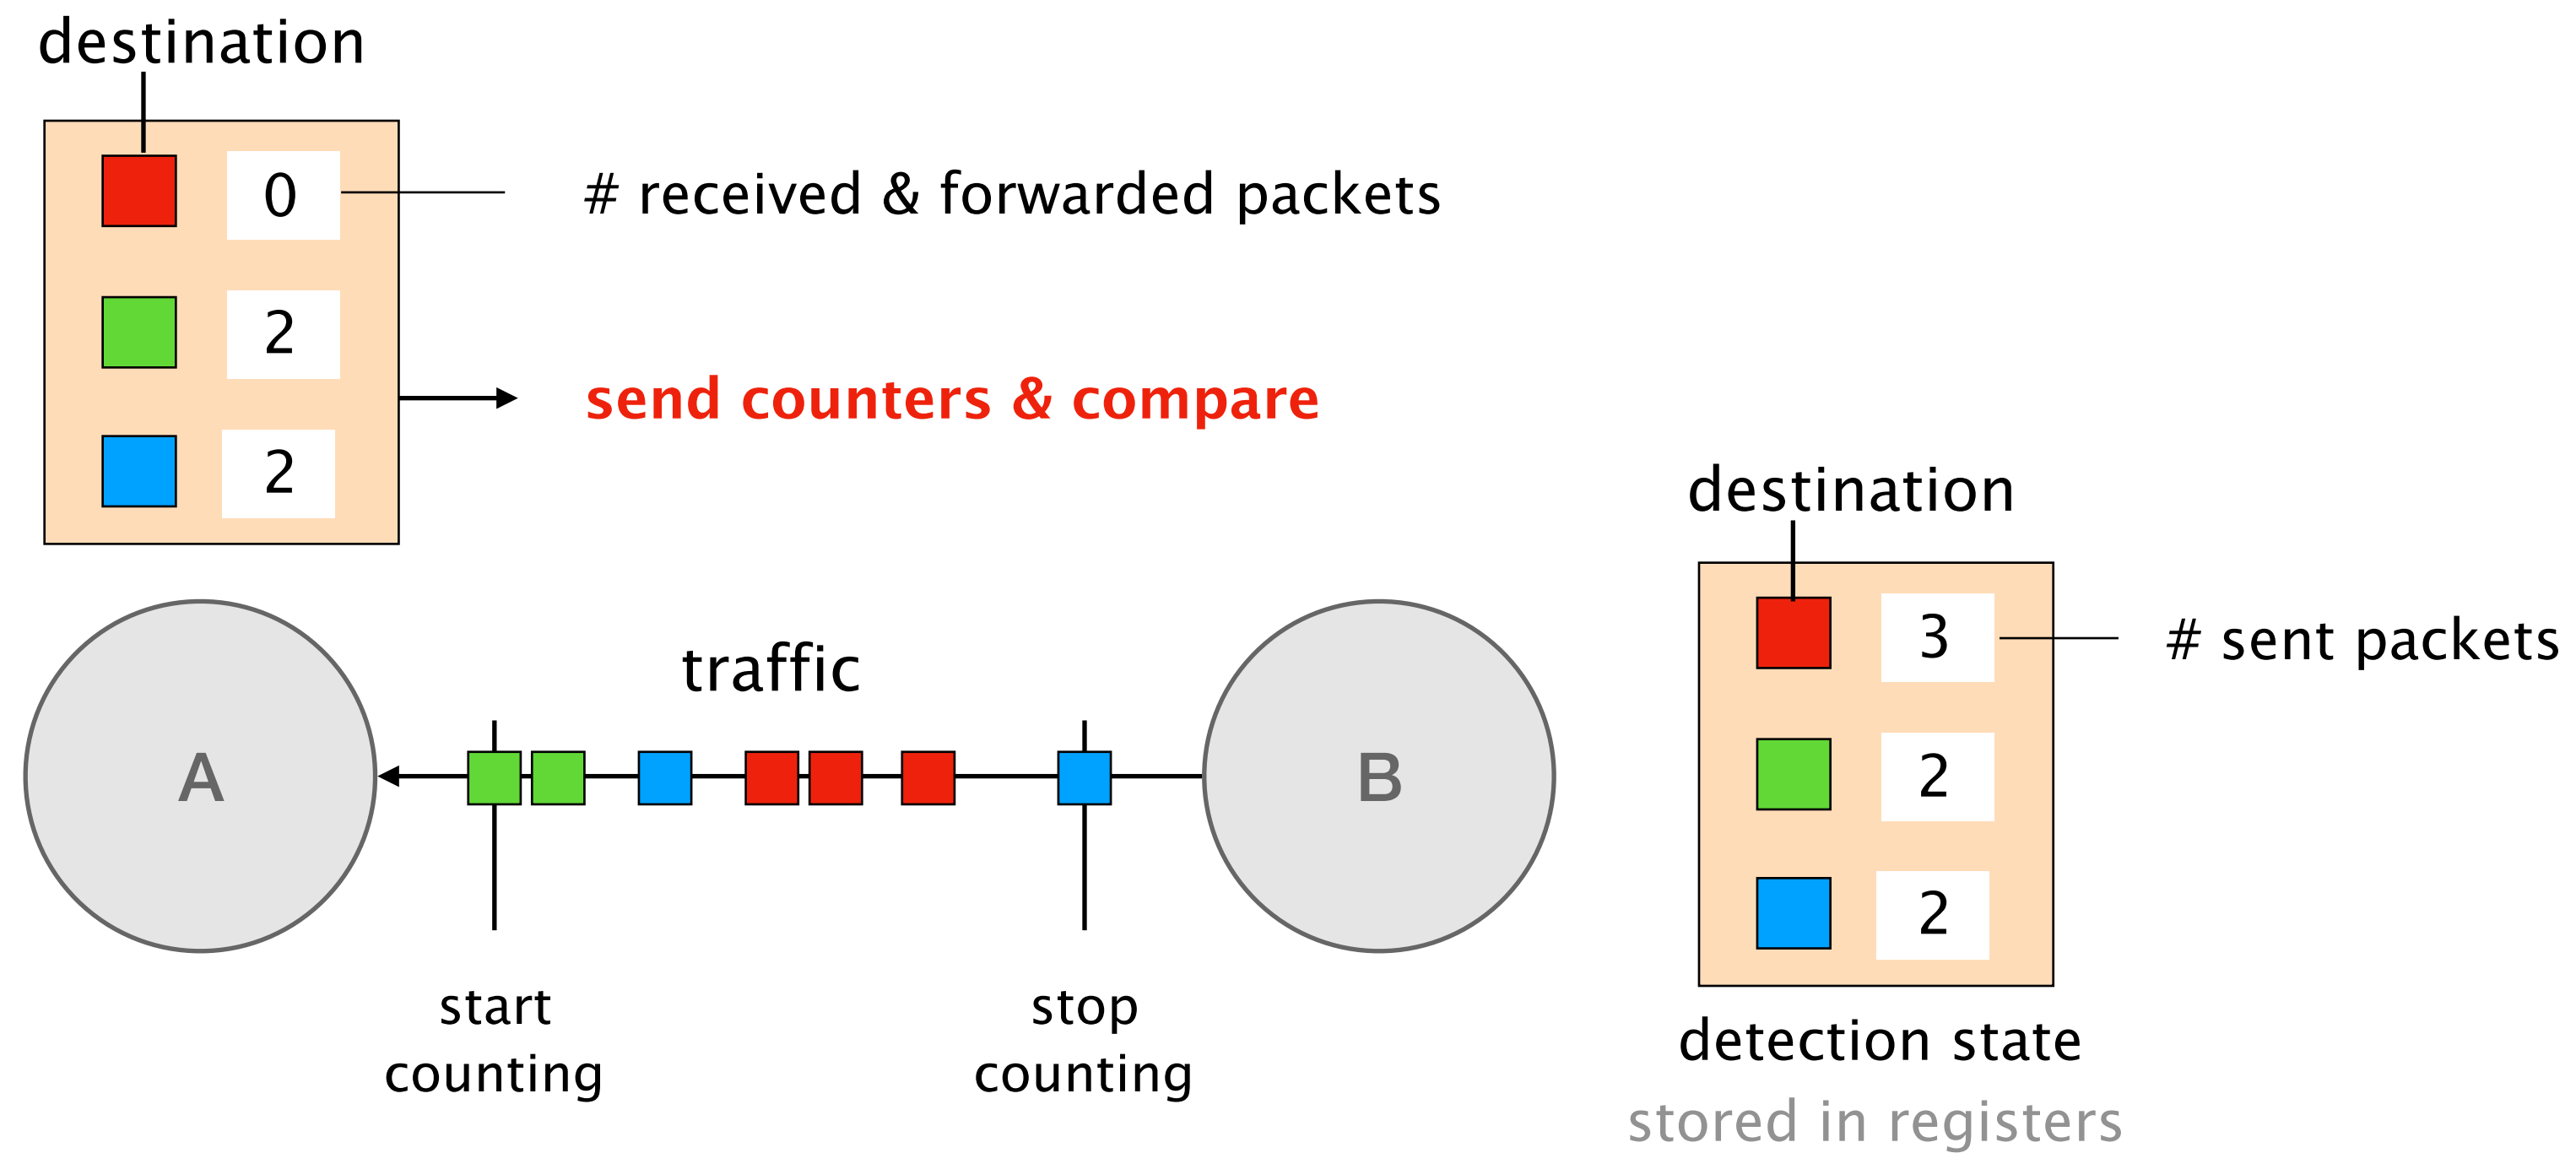 destination
0
# received & forwarded packets
2
send counters & compare
2
destination
3
# sent packets
traffic
A
B
2
2
start
counting
stop
counting
detection state
stored in registers